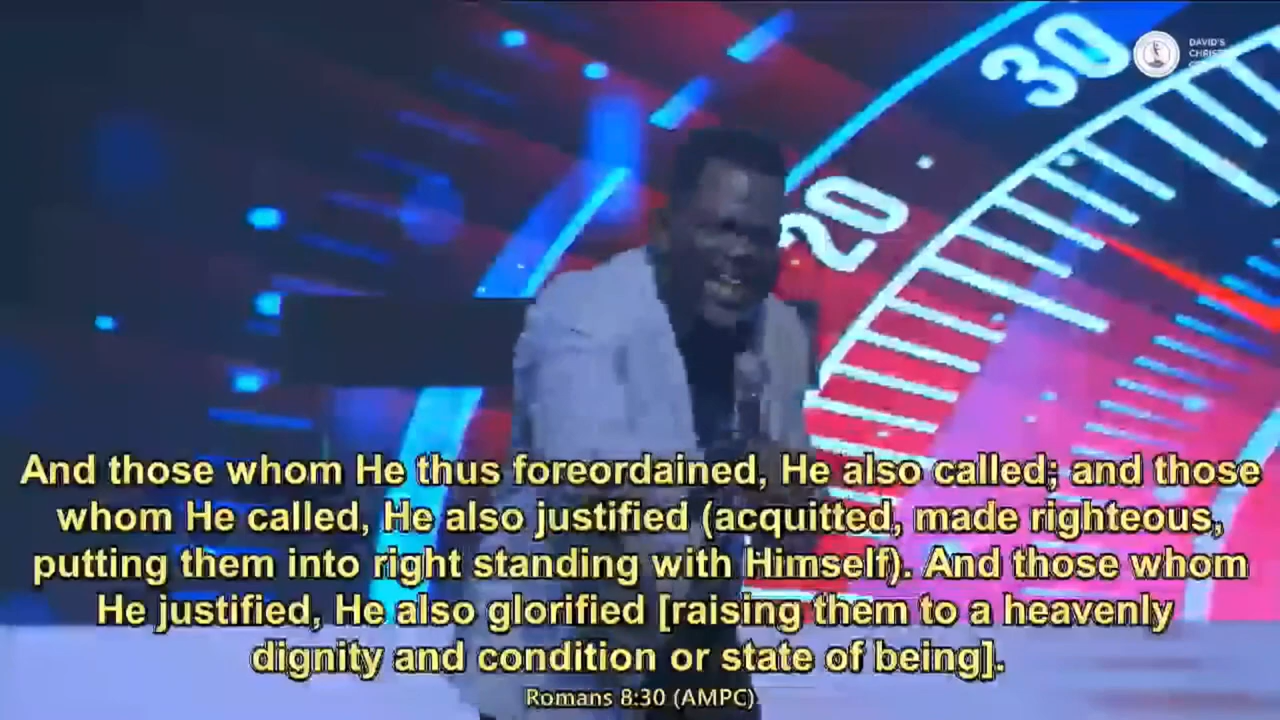 30
DAVID'S
20
And those whom He thus foreordained, He also called; and those
whom He called, He also justified (acquitted, made righteous,
putting them into right standing with Himself). And those whom
He justified, He also glorified [raising them to a heavenly
dignity and condition or state of being].
Romans 8:30 (AMPC)